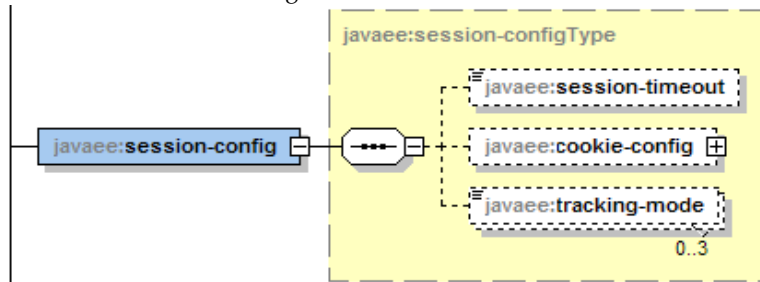 javaee:session-configType
javaee:session-timeout
javaee:session-config
javaee:cookie-config
javaee:tracking-mode
0..3